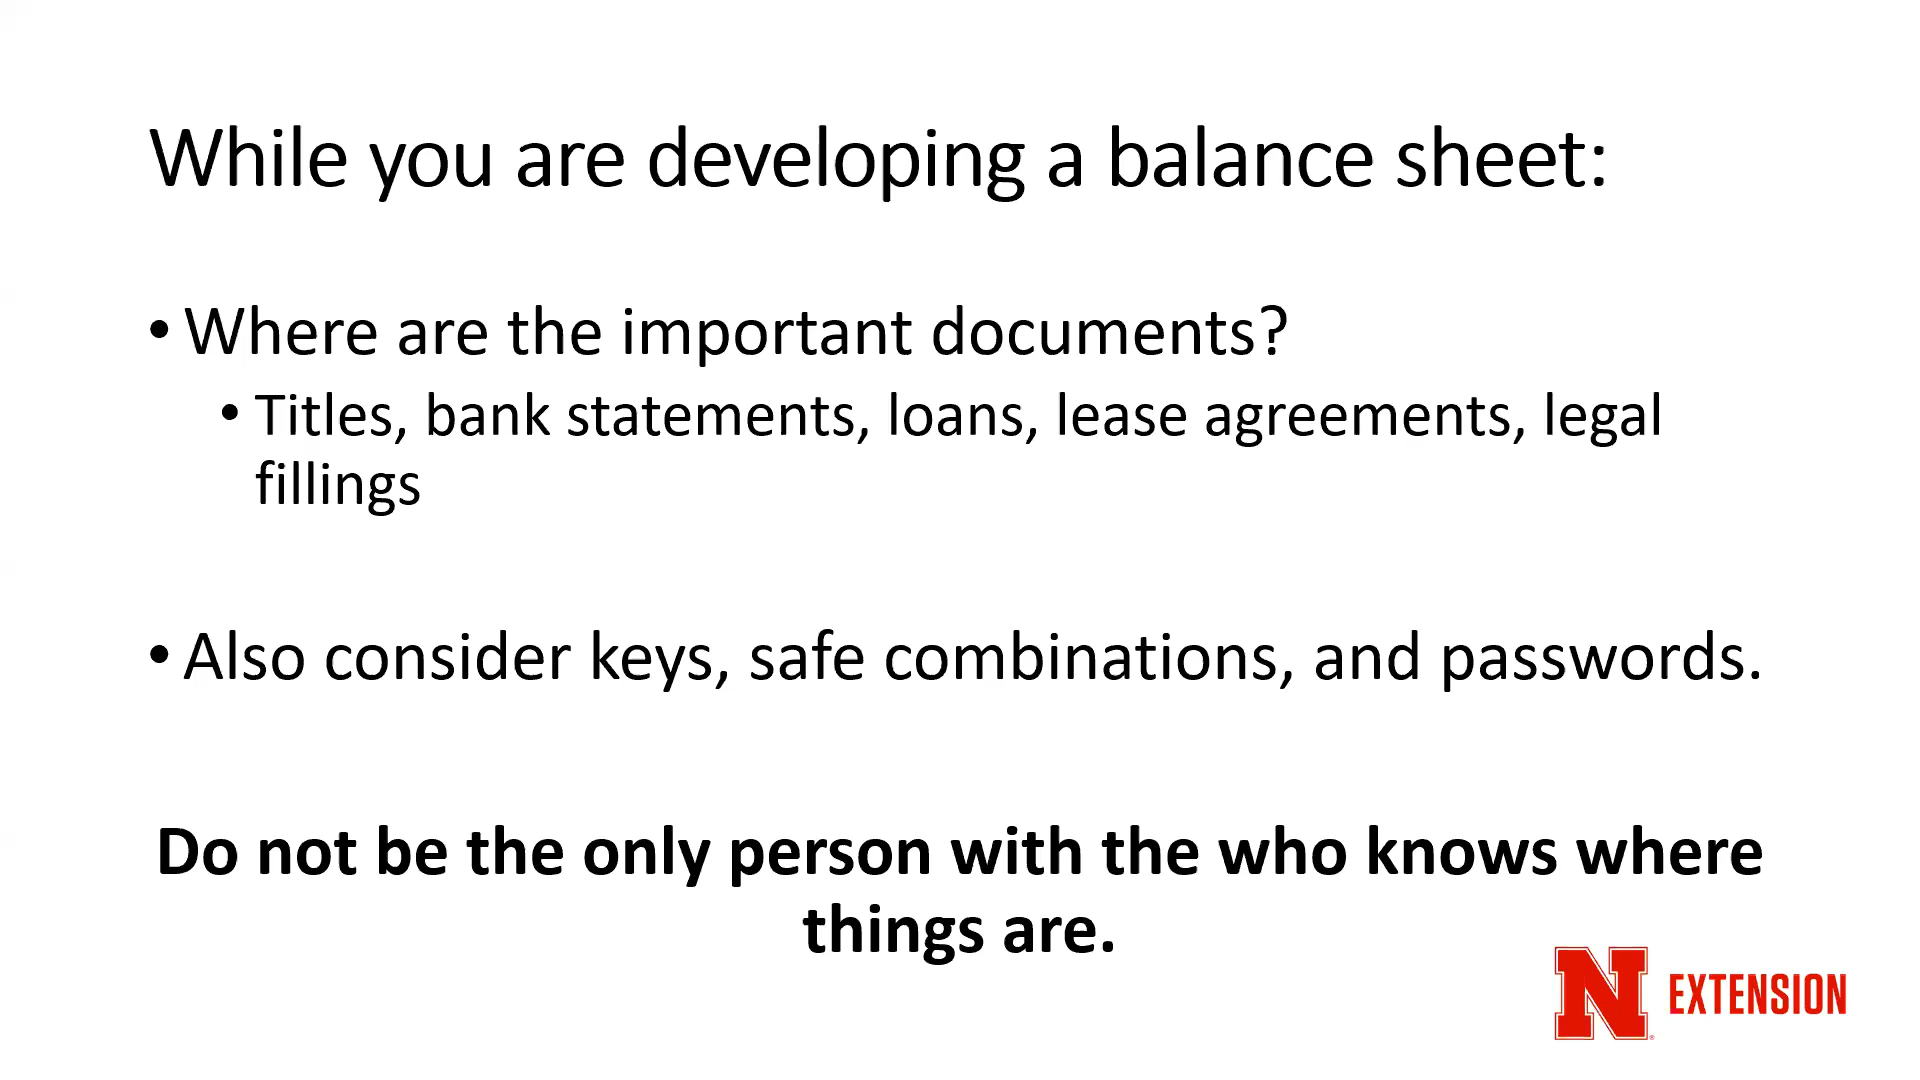 While you are developing a balance sheet:
• Where are the important documents?
• Titles, bank statements, loans, lease agreements, legal
fillings
• Also consider keys, safe combinations, and passwords.
Do not be the only person with the who knows where
things are.
N EXTENSION